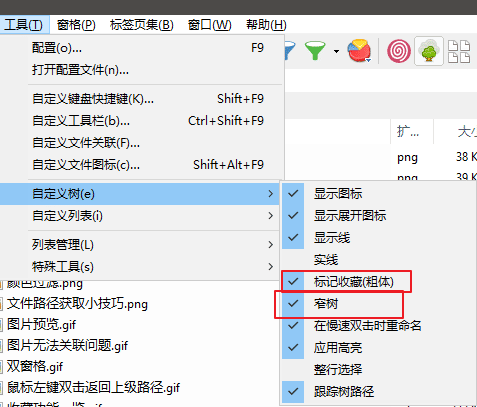 工具(T) 窗格(P) 标签页集(B) 窗口(W) 帮助(H)
配置(o)... F9
打开配置文件(n)...
自定义键盘快捷键(K)... Shift+F9
自定义工具栏(b)... Ctrl+Shift+F9
自定义文件关联(F)...
自定义文件图标(c)... Shift+Alt+F9
自定义树(e)
自定义列表(i)
列表管理(L)
特殊工具(s)
显示图标
显示展开图标
显示线
实线
标记收藏(粗体)
窄树
在慢速双击时重命名
应用高亮
整行选择
跟踪树路径
扩... 大小
png 38 K
png 39 K
颜色过滤.png
文件路径获取小技巧.png
图片预览.gif
图片无法关联问题.gif
双窗格.gif
鼠标左键双击返回上级路径.gif